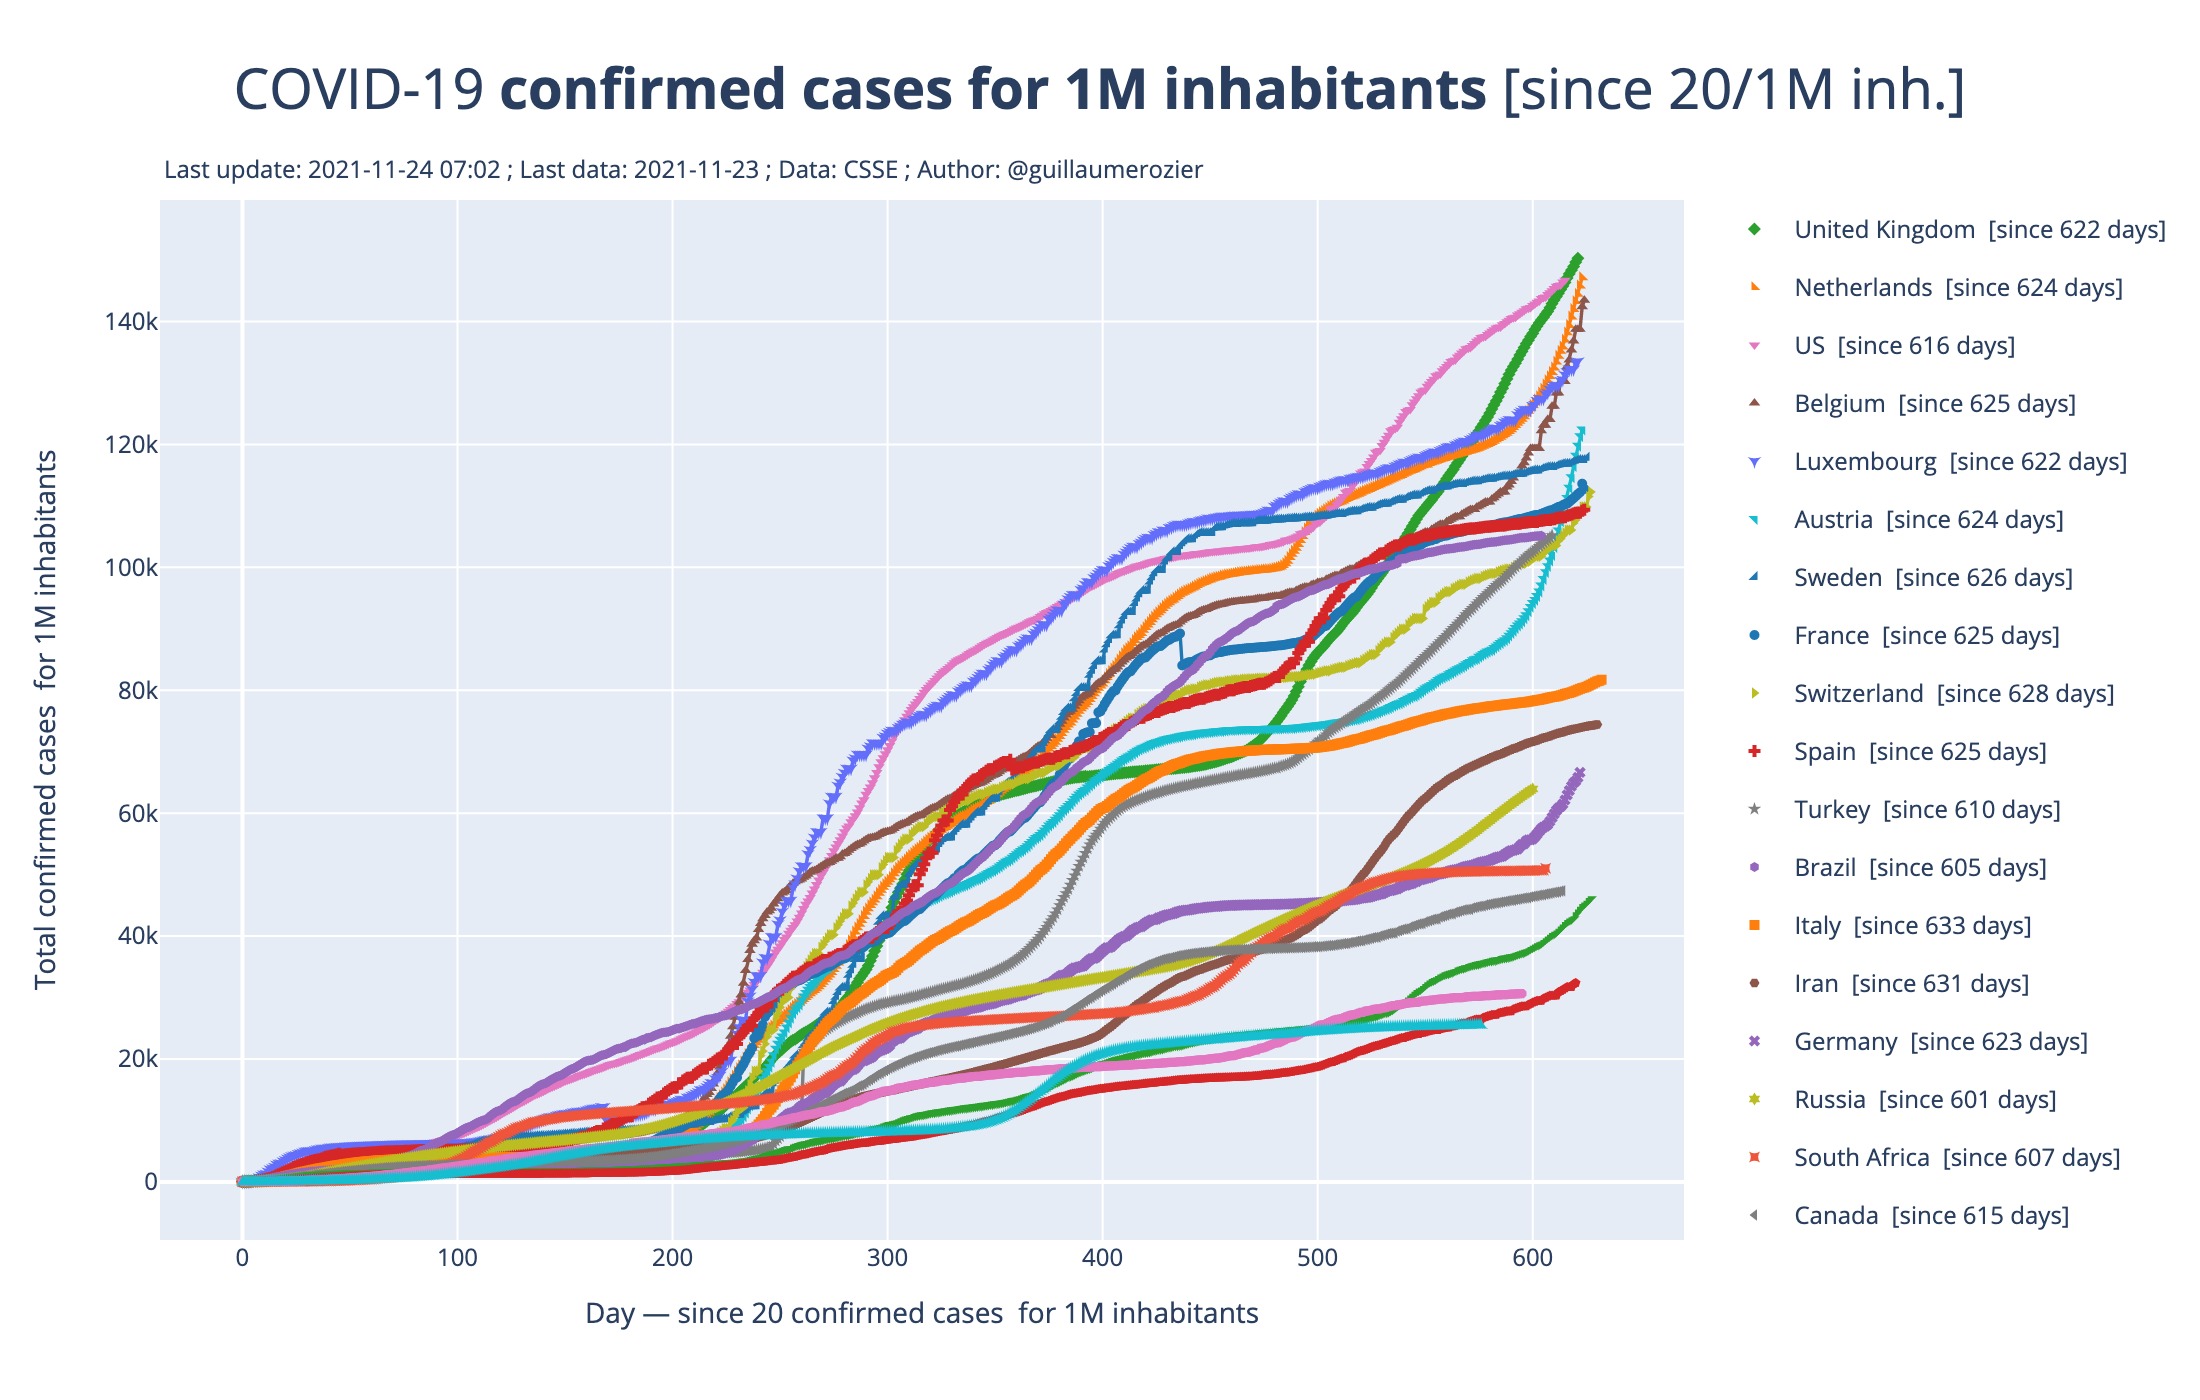 COVID-19 confirmed cases for 1M inhabitants [since 20/1M inh.]
Last update: 2021-11-24 07:02 ; Last data: 2021-11-23 ; Data: CSSE ; Author: @guillaumerozier
Total confirmed cases for 1M inhabitants
140k
120k
100k
80k
60k
40k
20k
0
0 100 200 300 400 500 600
Day — since 20 confirmed cases for 1M inhabitants
United Kingdom [since 622 days]
Netherlands [since 624 days]
US [since 616 days]
Belgium [since 625 days]
Luxembourg [since 622 days]
Austria [since 624 days]
Sweden [since 626 days]
France [since 625 days]
Switzerland [since 628 days]
Spain [since 625 days]
Turkey [since 610 days]
Brazil [since 605 days]
Italy [since 633 days]
Iran [since 631 days]
Germany [since 623 days]
Russia [since 601 days]
South Africa [since 607 days]
Canada [since 615 days]